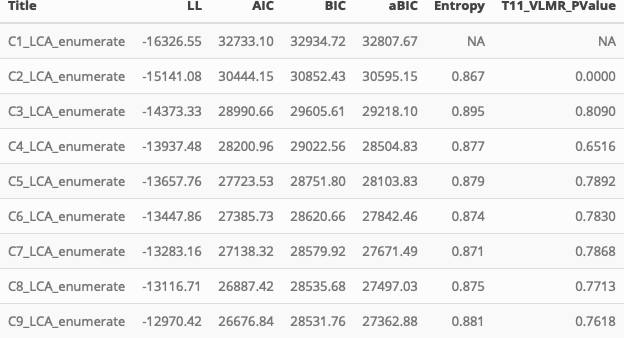 Title LL AIC BIC aBIC Entropy T11_VLMR_PValue
C1_LCA_enumerate -16326.55 32733.10 32934.72 32807.67 NA NA
C2_LCA_enumerate -15141.08 30444.15 30852.43 30595.15 0.867 0.0000
C3_LCA_enumerate -14373.33 28990.66 29605.61 29218.10 0.895 0.8090
C4_LCA_enumerate -13937.48 28200.96 29022.56 28504.83 0.877 0.6516
C5_LCA_enumerate -13657.76 27723.53 28751.80 28103.83 0.879 0.7892
C6_LCA_enumerate -13447.86 27385.73 28620.66 27842.46 0.874 0.7830
C7_LCA_enumerate -13283.16 27138.32 28579.92 27671.49 0.871 0.7868
C8_LCA_enumerate -13116.71 26887.42 28535.68 27497.03 0.875 0.7713
C9_LCA_enumerate -12970.42 26676.84 28531.76 27362.88 0.881 0.7618